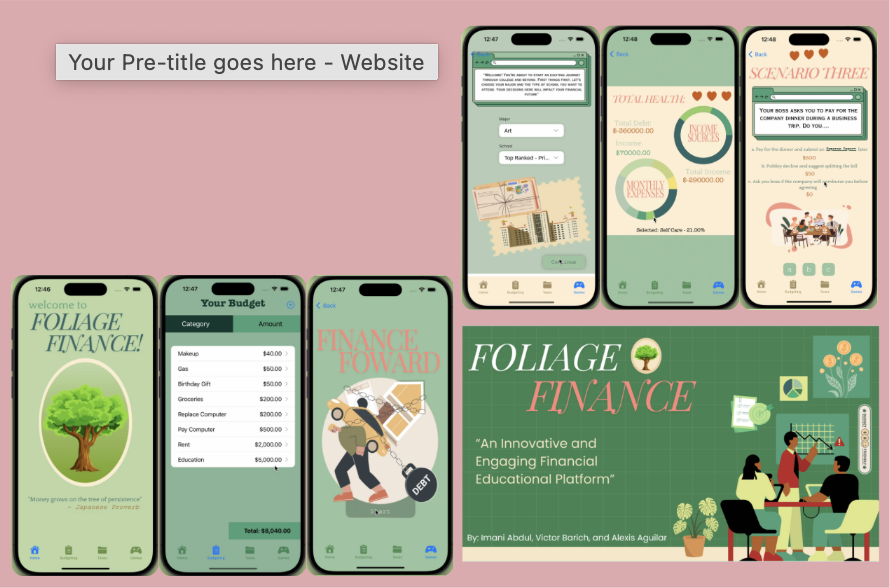 Your Pre-title goes here - Website
12:47
"Welcome! You're about to start an exciting journey
through college and beyond. First things first, let's
choose your major and the type of school you want to
attend. Your decisions here will impact your financial
future"
Major
Art
School
Top Ranked - Pri...
Continue
Home
Budgeting
Taxes
Games
12:48
Back
TOTAL HEALTH:
Total Debt
$-360000.00
INCOME
SOURCES
Income
$70000.00
Total Income
$-290000.00
MONTHLY
EXPENSES
Selected: Self Care - 21.00%
Home
Budgeting
Taxes
Games
12:48
Back
SCENARIO THREE
Your boss asks you to pay for the
company dinner during a business
trip. Do you....
a. Pay for the dinner and submit an Expense Report later
$200
b. Politely decline and suggest splitting the bill
$50
c. Ask your boss if the company will reimburse you before
agreeing
$0
a
b
c
Home
Budgeting
Taxes
Games
12:46
welcome to
FOLIAGE
FINANCE!
"Money grows on the tree of persistence"
- Japanese Proverb
Home
Budgeting
Taxes
Games
12:47
Your Budget
Category
Amount
Makeup $40.00
Gas $50.00
Birthday Gift $50.00
Groceries $200.00
Replace Computer $200.00
Pay Computer $500.00
Rent $2,000.00
Education $5,000.00
Total: $8,040.00
Home
Budgeting
Taxes
Games
12:47
Back
FINANCE
FOWARD
DEBT
START
Home
Budgeting
Taxes
Games
FOLIAGE
FINANCE
"An Innovative and
Engaging Financial
Educational Platform"
By: Imani Abdul, Victor Barich, and Alexis Aguilar